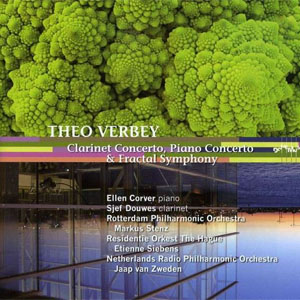 THEO VERBEY
Clarinet Concerto, Piano Concerto
& Fractal Symphony
Ellen Corver piano
Sjef Douwes clarinet
Rotterdam Philharmonic Orchestra
Markus Stenz
Residentie Orkest The Hague
Etienne Siebens
Netherlands Radio Philharmonic Orchestra
Jaap van Zweden